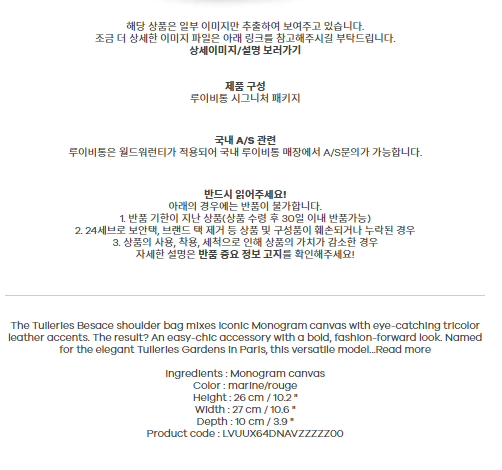 해당 상품은 일부 이미지만 추출하여 보여주고 있습니다.
조금 더 상세한 이미지 파일은 아래 링크를 참고해주시길 부탁드립니다.
상세이미지/설명 보러가기
제품 구성
루이비통 시그니처 패키지
국내 A/S 관련
루이비통은 월드워런티가 적용되어 국내 루이비통 매장에서 A/S문의가 가능합니다.
반드시 읽어주세요!
아래의 경우에는 반품이 불가합니다.
1. 반품 기한이 지난 상품(상품 수령 후 30일 이내 반품가능)
2. 24세브로 보안택, 브랜드 택 제거 등 상품 및 구성품이 훼손되거나 누락된 경우
3. 상품의 사용, 착용, 세척으로 인해 상품의 가치가 감소한 경우
자세한 설명은 반품 중요 정보 고지를 확인해주세요!
The Tuileries Besace shoulder bag mixes iconic Monogram canvas with eye-catching tricolor
leather accents. The result? An easy-chic accessory with a bold, fashion-forward look. Named
for the elegant Tuileries Gardens in Paris, this versatile model...Read more
Ingredients : Monogram canvas
Color : marine/rouge
Height : 26 cm / 10.2 "
Width : 27 cm / 10.6 "
Depth : 10 cm / 3.9 "
Product code : LVUUX64DNAVZZZZZ00